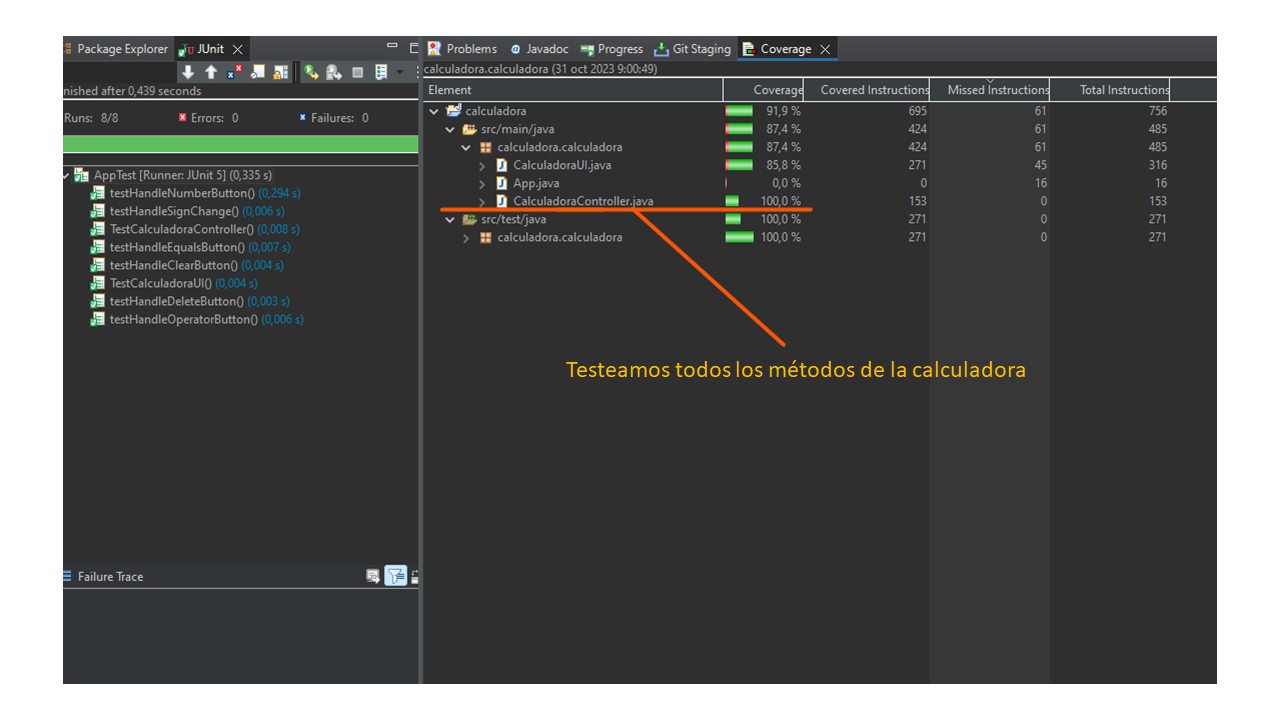 Package Explorer JUnit
nished after 0,439 seconds
Runs: 8/8 Errors: 0 Failures: 0
AppTest [Runner: JUnit 5] (0,335 s)
testHandleNumberButton() (0,294 s)
testHandleSignChange() (0,006 s)
TestCalculadoraController() (0,008 s)
testHandleEqualsButton() (0,007 s)
testHandleClearButton() (0,004 s)
TestCalculadoraUI() (0,004 s)
testHandleDeleteButton() (0,003 s)
testHandleOperatorButton() (0,006 s)
Failure Trace
Problems Javadoc Progress Git Staging Coverage
calculadora.calculadora (31 oct 2023 9:00:49)
Element Coverage Covered Instructions Missed Instructions Total Instructions
calculadora 91,9 % 695 61 756
src/main/java 87,4 % 424 61 485
calculadora.calculadora 87,4 % 424 61 485
CalculadoraUI.java 85,8 % 271 45 316
App.java 0,0 % 0 16 16
CalculadoraController.java 100,0 % 153 0 153
src/test/java 100,0 % 271 0 271
calculadora.calculadora 100,0 % 271 0 271
Testeamos todos los métodos de la calculadora